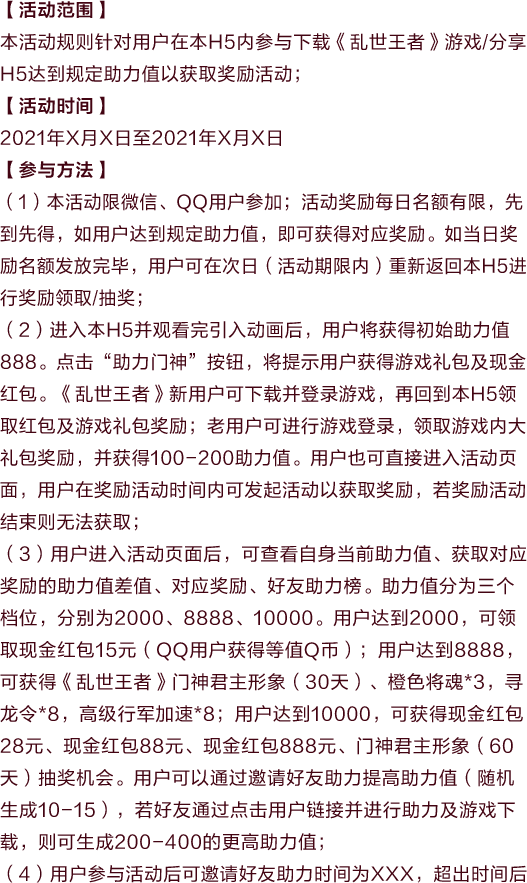 【活动范围】
本活动规则针对用户在本H5内参与下载《乱世王者》游戏/分享
H5达到规定助力值以获取奖励活动；
【活动时间】
2021年X月X日至2021年X月X日
【参与方法】
（1）本活动限微信、QQ用户参加；活动奖励每日名额有限，先
到先得，如用户达到规定助力值，即可获得对应奖励。如当日奖
励名额发放完毕，用户可在次日（活动期限内）重新返回本H5进
行奖励领取/抽奖；
（2）进入本H5并观看完引入动画后，用户将获得初始助力值
888。点击“助力门神”按钮，将提示用户获得游戏礼包及现金
红包。《乱世王者》新用户可下载并登录游戏，再回到本H5领
取红包及游戏礼包奖励；老用户可进行游戏登录，领取游戏内大
礼包奖励，并获得100-200助力值。用户也可直接进入活动页
面，用户在奖励活动时间内可发起活动以获取奖励，若奖励活动
结束则无法获取；
（3）用户进入活动页面后，可查看自身当前助力值、获取对应
奖励的助力值差值、对应奖励、好友助力榜。助力值分为三个
档位，分别为2000、8888、10000。用户达到2000，可领
取现金红包15元（QQ用户获得等值Q币）；用户达到8888，
可获得《乱世王者》门神君主形象（30天）、橙色将魂*3，寻
龙令*8，高级行军加速*8；用户达到10000，可获得现金红包
28元、现金红包88元、现金红包888元、门神君主形象（60
天）抽奖机会。用户可以通过邀请好友助力提高助力值（随机
生成10-15），若好友通过点击用户链接并进行助力及游戏下
载，则可生成200-400的更高助力值；
（4）用户参与活动后可邀请好友助力时间为XXX，超出时间后